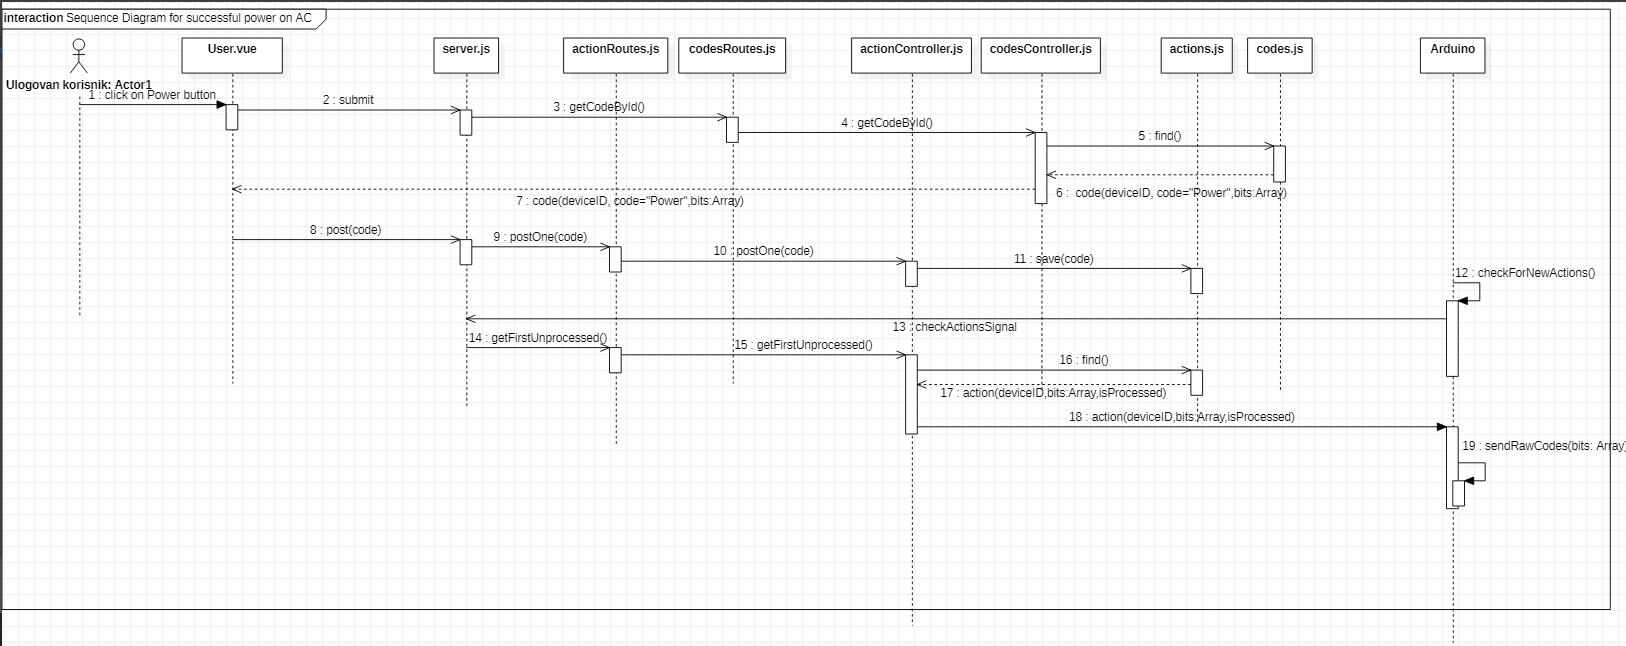 interaction Sequence Diagram for successful power on AC
User.vue
server.js
actionRoutes.js
codesRoutes.js
actionController.js
codesController.js
actions.js
codes.js
Arduino
Ulogovan korisnik: Actor1
1 : click on Power button
2 : submit
3 : getCodeById()
4 : getCodeById()
5 : find()
6 : code(deviceID, code="Power",bits:Array)
7 : code(deviceID, code="Power",bits:Array)
8 : post(code)
9 : postOne(code)
10 : postOne(code)
11 : save(code)
12 : checkForNewActions()
13 : checkActionsSignal
14 : getFirstUnprocessed()
15 : getFirstUnprocessed()
16 : find()
17 : action(deviceID,bits:Array,isProcessed)
18 : action(deviceID,bits:Array,isProcessed)
19 : sendRawCodes(bits: Array)